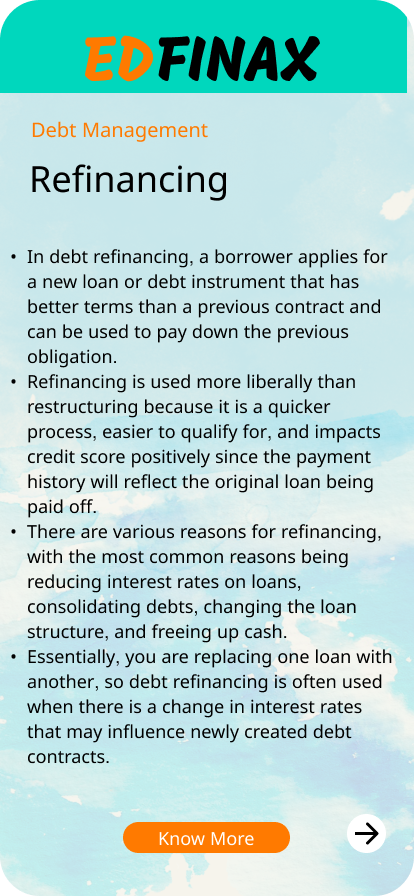 EDFINAX
Debt Management
Refinancing
• In debt refinancing, a borrower applies for
a new loan or debt instrument that has
better terms than a previous contract and
can be used to pay down the previous
obligation.
• Refinancing is used more liberally than
restructuring because it is a quicker
process, easier to qualify for, and impacts
credit score positively since the payment
history will reflect the original loan being
paid off.
• There are various reasons for refinancing,
with the most common reasons being
reducing interest rates on loans,
consolidating debts, changing the loan
structure, and freeing up cash.
• Essentially, you are replacing one loan with
another, so debt refinancing is often used
when there is a change in interest rates
that may influence newly created debt
contracts.
Know More